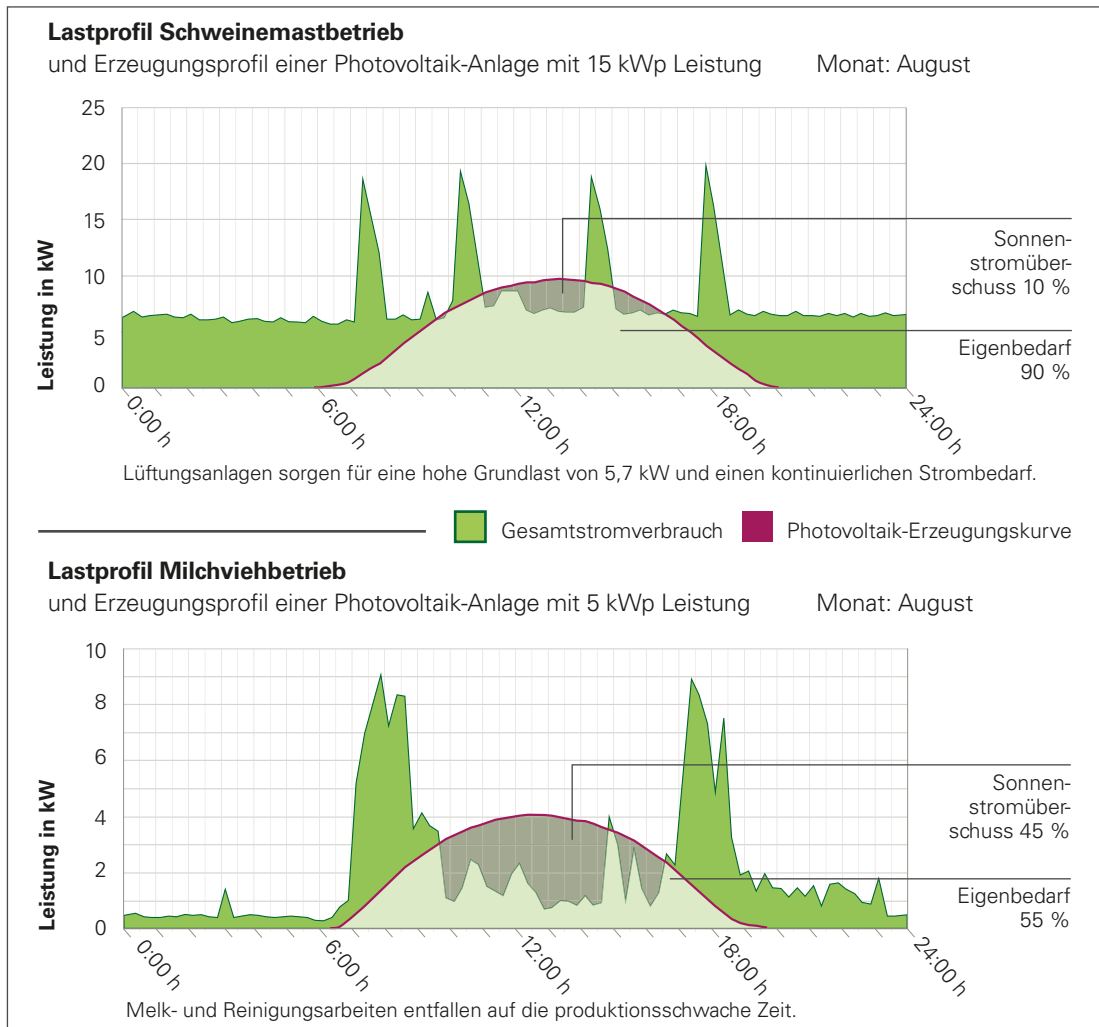 Lastprofil Schweinemastbetrieb
und Erzeugungsprofil einer Photovoltaik-Anlage mit 15 kWp Leistung Monat: August
Leistung in kW
25
20
15
10
5
0
0:00 h
6:00 h
12:00 h
18:00 h
24:00 h
Sonnen-
stromüber-
schuss 10 %
Eigenbedarf
90 %
Lüftungsanlagen sorgen für eine hohe Grundlast von 5,7 kW und einen kontinuierlichen Strombedarf.
Gesamtstromverbrauch Photovoltaik-Erzeugungskurve
Lastprofil Milchviehbetrieb
und Erzeugungsprofil einer Photovoltaik-Anlage mit 5 kWp Leistung Monat: August
Leistung in kW
10
8
6
4
2
0
0:00 h
6:00 h
12:00 h
18:00 h
24:00 h
Sonnen-
stromüber-
schuss 45 %
Eigenbedarf
55 %
Melk- und Reinigungsarbeiten entfallen auf die produktionsschwache Zeit.